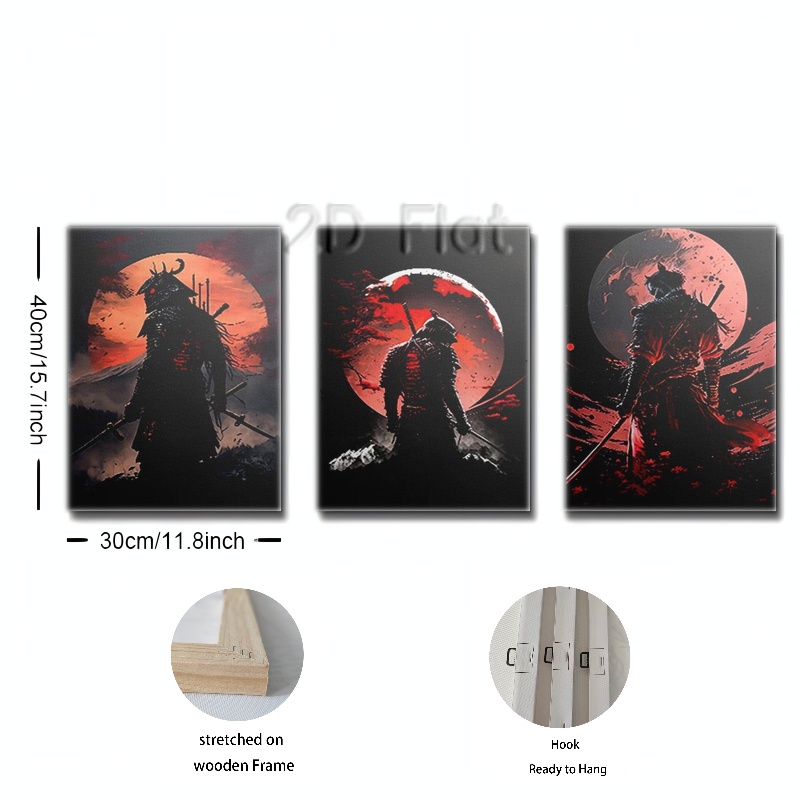 2D Flat
40cm/15.7inch
30cm/11.8inch
stretched on
wooden Frame
Hook
Ready to Hang